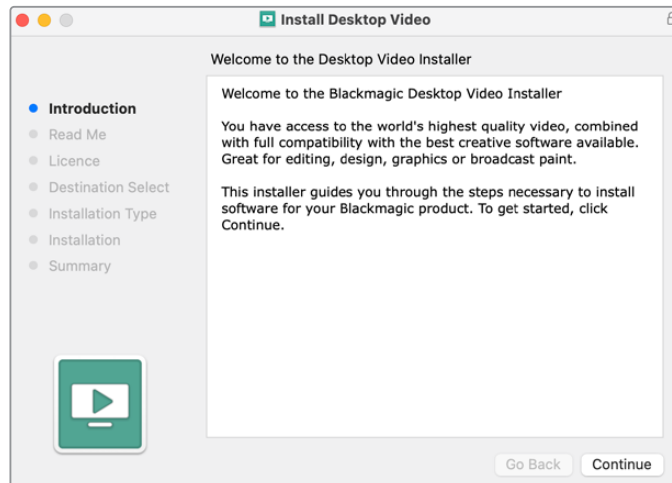 Install Desktop Video
Welcome to the Desktop Video Installer
Introduction
Read Me
Licence
Destination Select
Installation Type
Installation
Summary
Welcome to the Blackmagic Desktop Video Installer
You have access to the world's highest quality video, combined
with full compatibility with the best creative software available.
Great for editing, design, graphics or broadcast paint.
This installer guides you through the steps necessary to install
software for your Blackmagic product. To get started, click
Continue.
Go Back
Continue